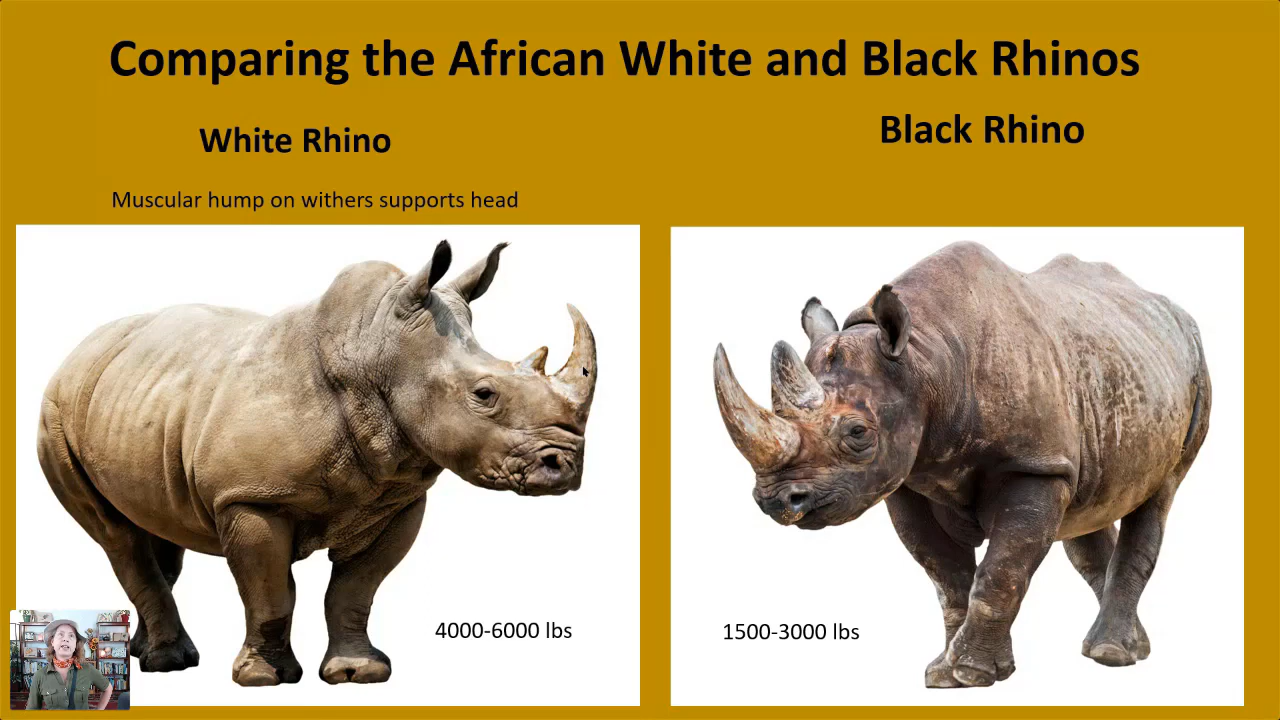 Comparing the African White and Black Rhinos
White Rhino
Black Rhino
Muscular hump on withers supports head
4000-6000 lbs
1500-3000 lbs